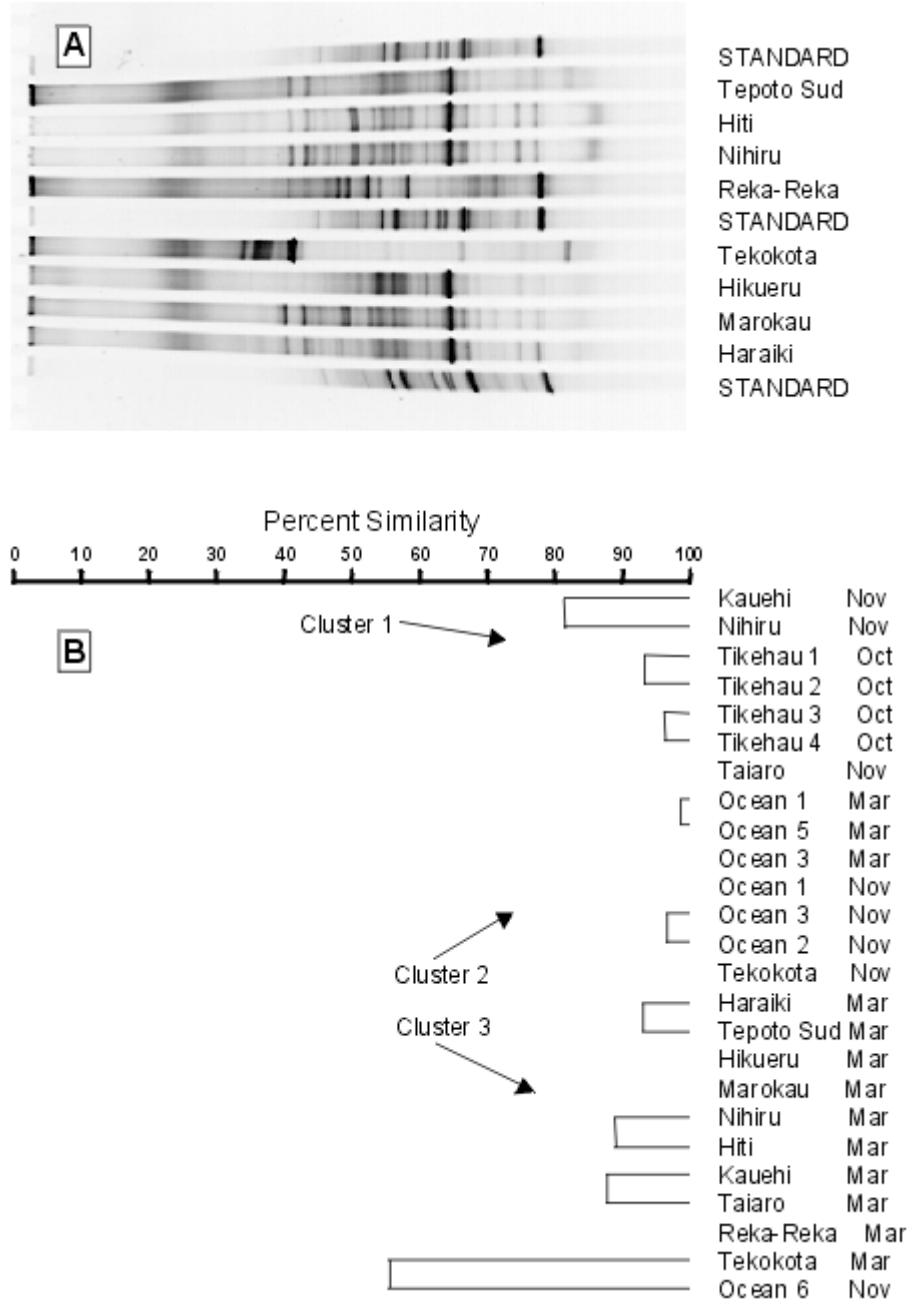 A
STANDARD
Tepoto Sud
Hiti
Nihiru
Reka-Reka
STANDARD
Tekokota
Hikueru
Marokau
Haraiki
STANDARD
Percent Similarity
0 10 20 30 40 50 60 70 80 90 100
B
Cluster 1
Cluster 2
Cluster 3
Kauehi Nov
Nihiru Nov
Tikehau 1 Oct
Tikehau 2 Oct
Tikehau 3 Oct
Tikehau 4 Oct
Taiaro Nov
Ocean 1 Mar
Ocean 5 Mar
Ocean 3 Mar
Ocean 1 Nov
Ocean 3 Nov
Ocean 2 Nov
Tekokota Nov
Haraiki Mar
Tepoto Sud Mar
Hikueru Mar
Marokau Mar
Nihiru Mar
Hiti Mar
Kauehi Mar
Taiaro Mar
Reka-Reka Mar
Tekokota Mar
Ocean 6 Nov